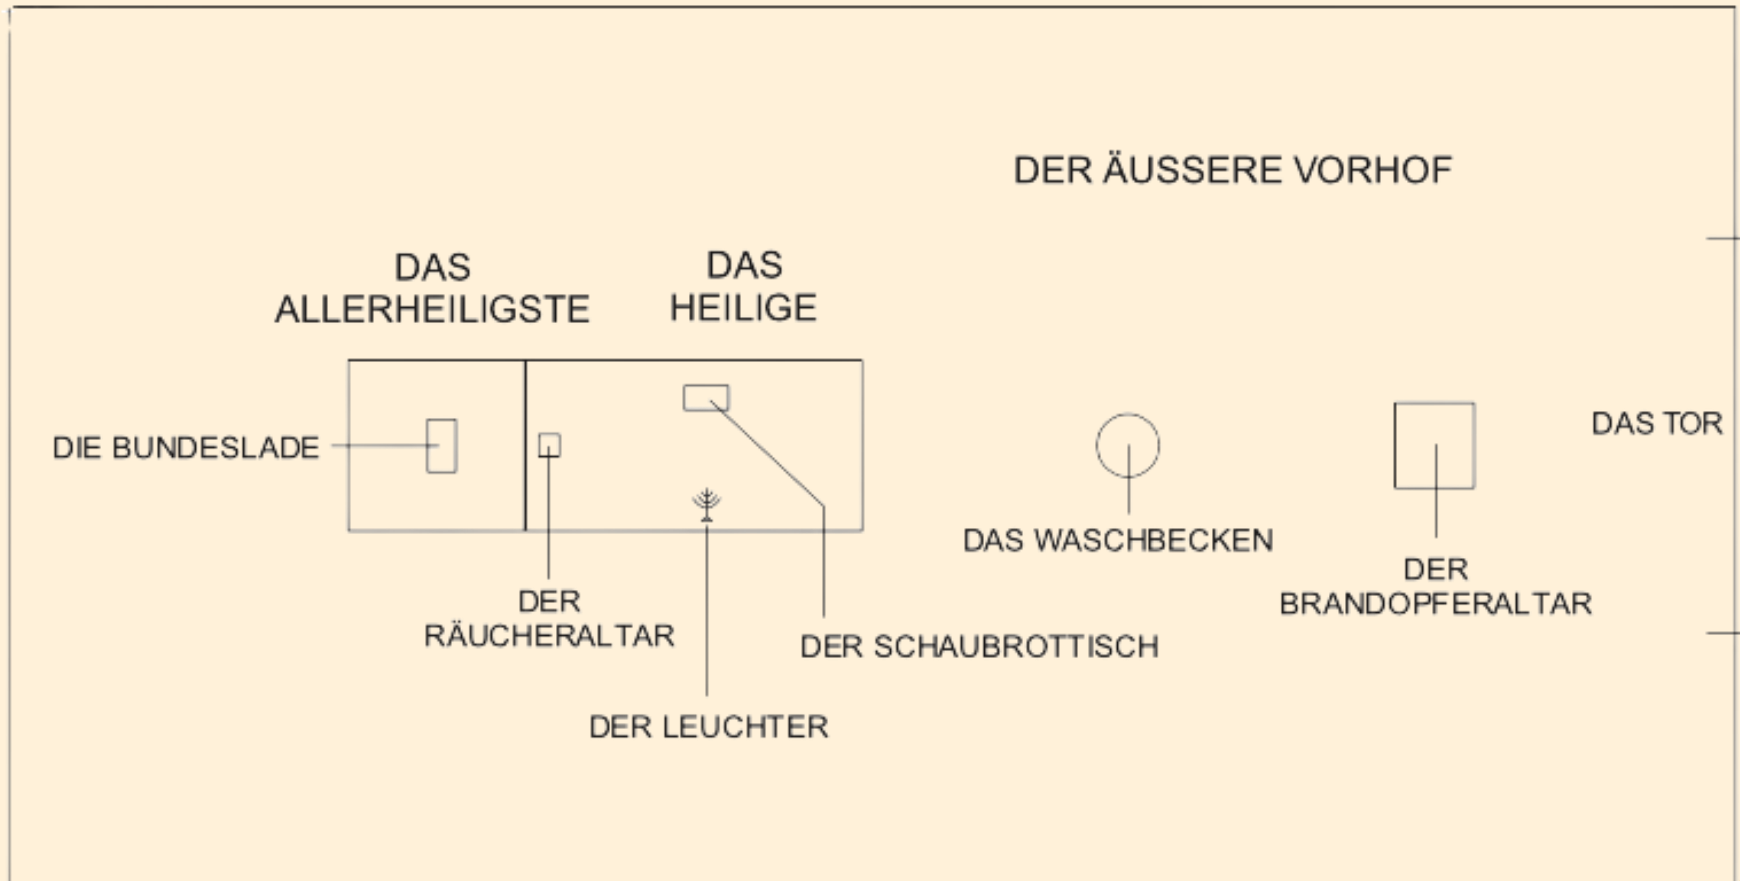 DER ÄUSSERE VORHOF
DAS
ALLERHEILIGSTE
DAS
HEILIGE
DIE BUNDESLADE
DAS TOR
DAS WASCHBECKEN
DER
BRANDOPFERALTAR
DER
RÄUCHERALTAR
DER SCHAUBROTTISCH
DER LEUCHTER